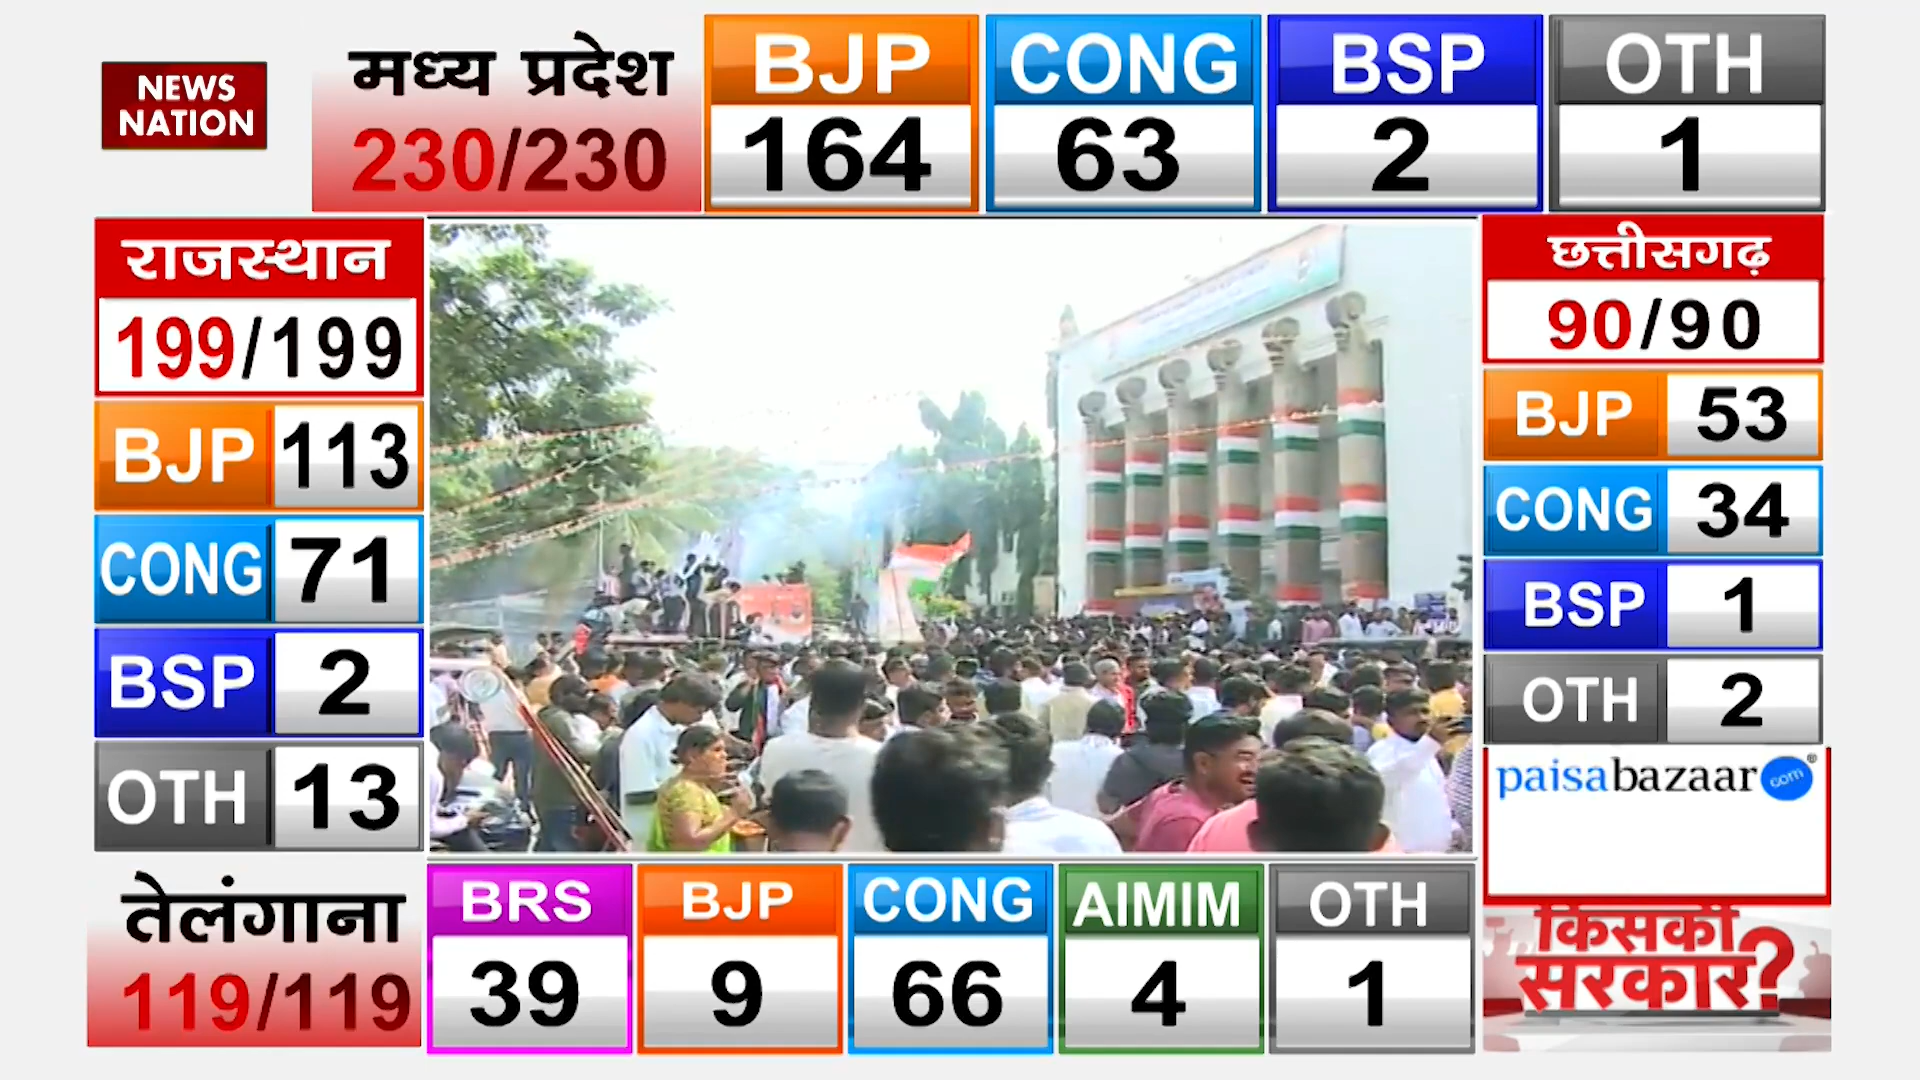 NEWS
NATION
मध्य प्रदेश
230/230
BJP
164
CONG
63
BSP
2
OTH
1
राजस्थान
199/199
BJP 113
CONG 71
BSP 2
OTH 13
छत्तीसगढ़
90/90
BJP 53
CONG 34
BSP 1
OTH 2
paisabazaar.com®
तेलंगाना
119/119
BRS
39
BJP
9
CONG
66
AIMIM
4
OTH
1
किसकी
सरकार?